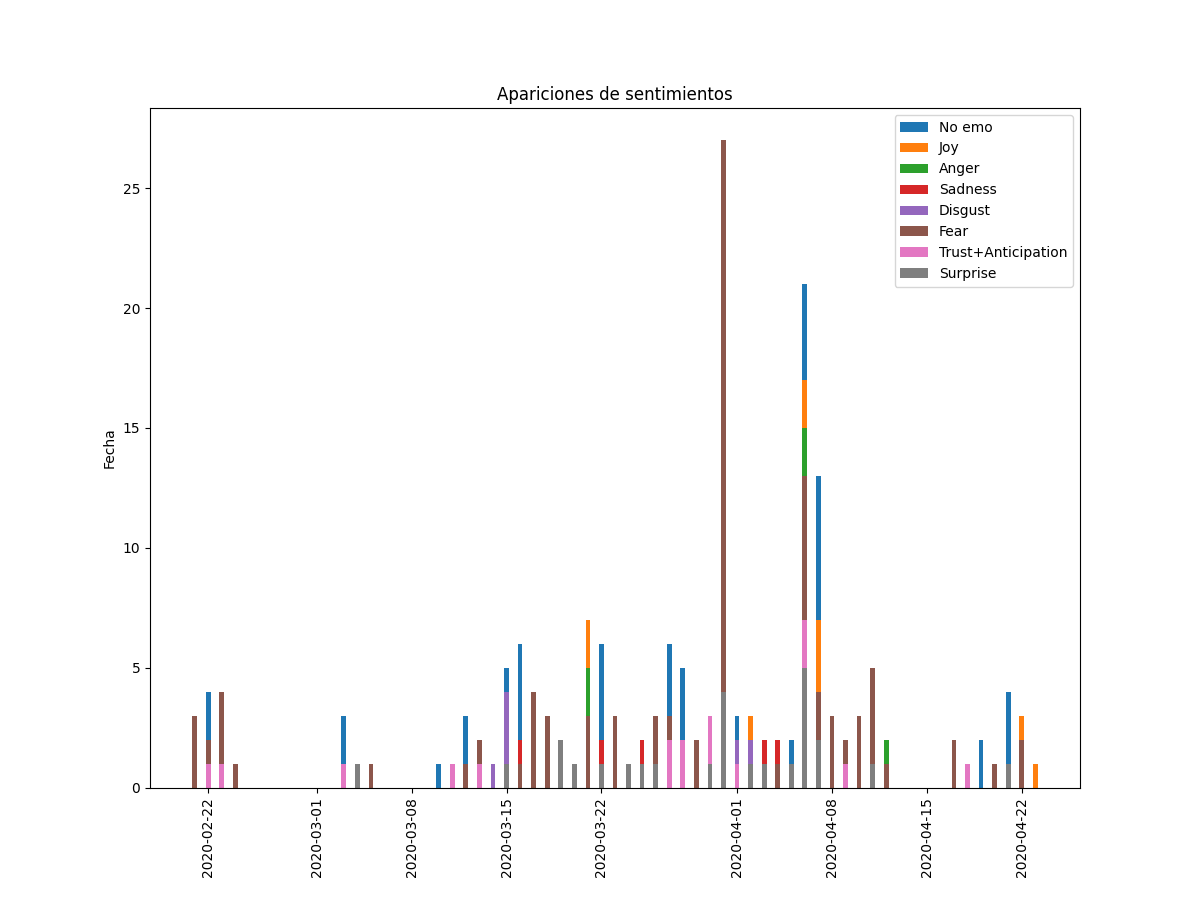 Apariciones de sentimientos
No emo
Joy
Anger
Sadness
Disgust
Fear
Trust+Anticipation
Surprise
Fecha
25
20
15
10
5
0
2020-02-22
2020-03-01
2020-03-08
2020-03-15
2020-03-22
2020-04-01
2020-04-08
2020-04-15
2020-04-22